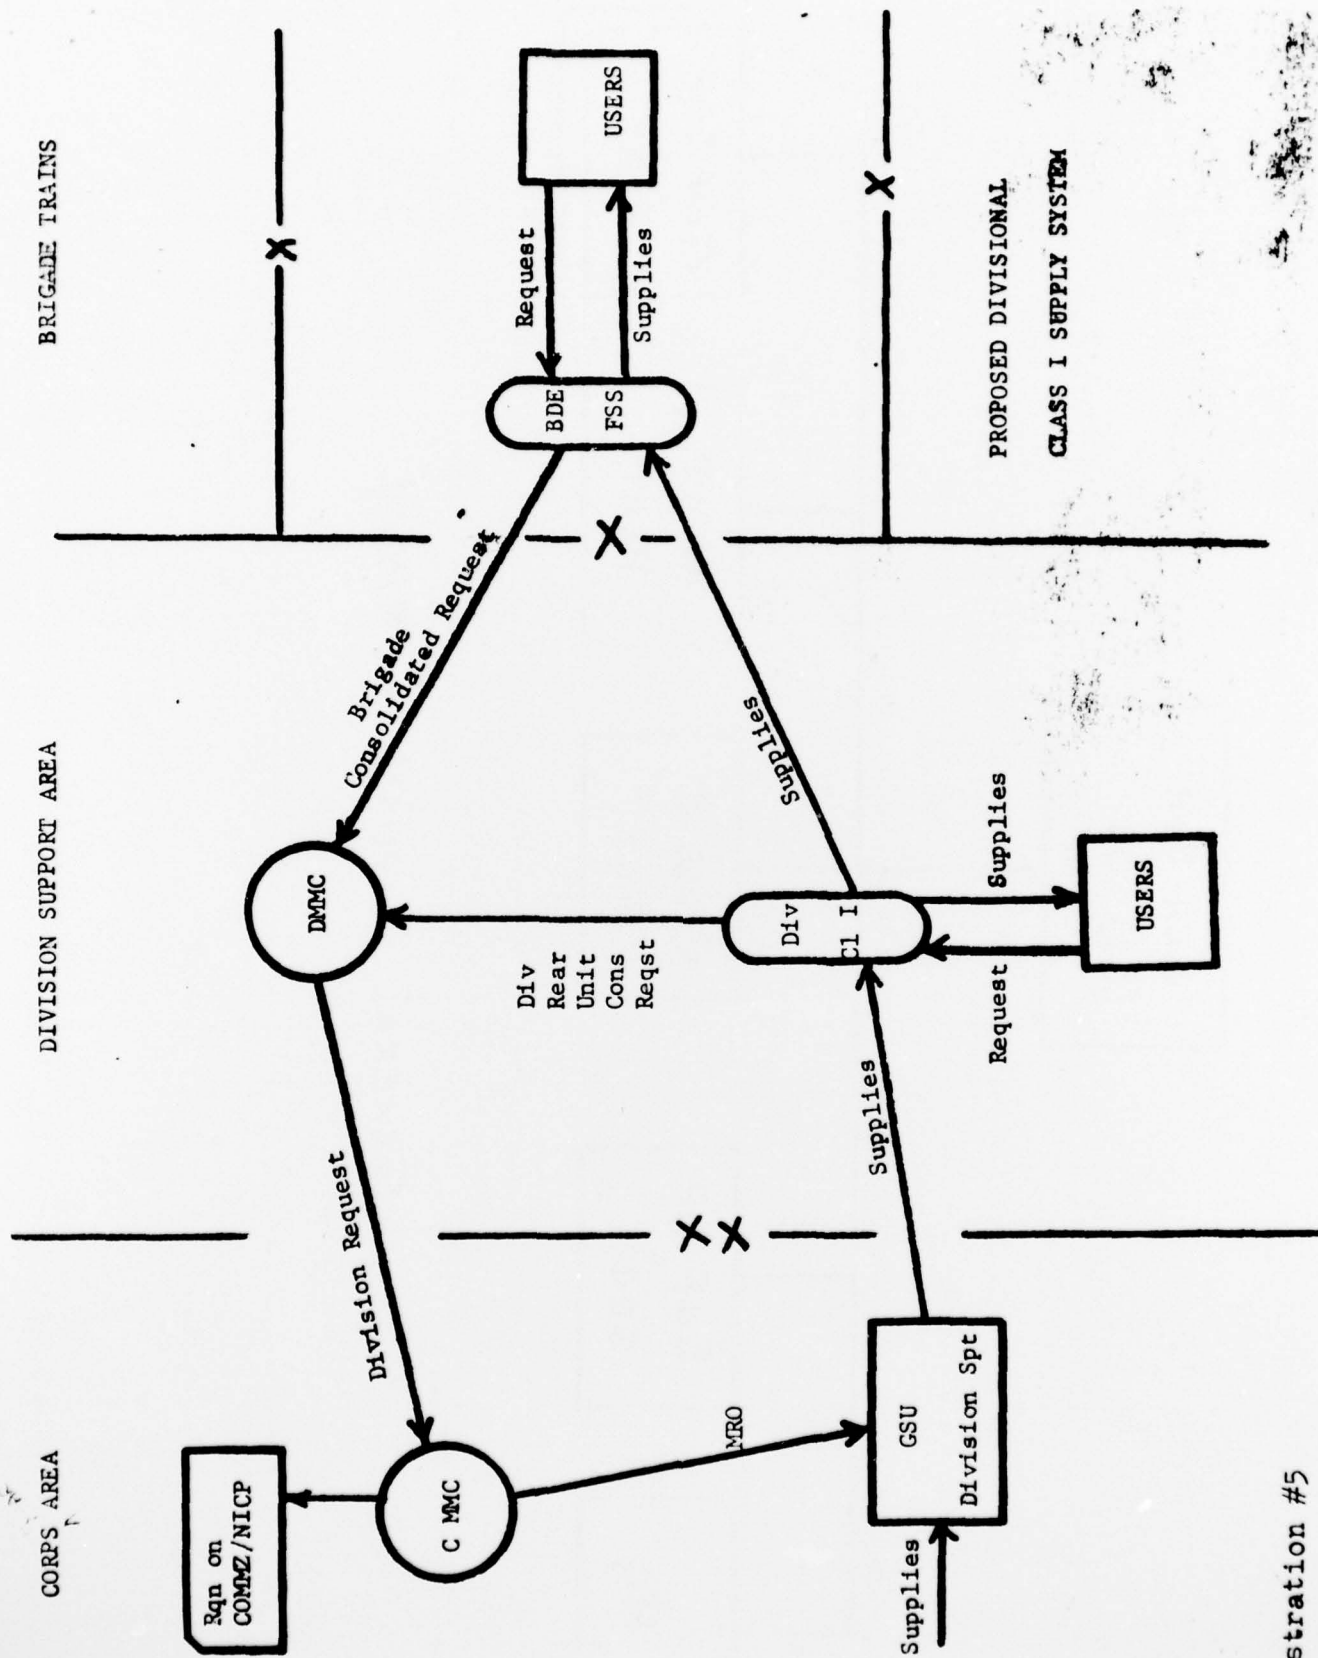 CORPS AREA
DIVISION SUPPORT AREA
BRIGADE TRAINS
Rqn on
COMMZ/NICP
C MMC
Division Request
DMMC
Brigade
Consolidated Request
MRO
Div
Rear
Unit
Cons
Reqst
BDE
FSS
Request
Supplies
USERS
Supplies
GSU
Division Spt
Supplies
Div
Cl I
Supplies
Request
Supplies
USERS
X
X
X
X X
PROPOSED DIVISIONAL
CLASS I SUPPLY SYSTEM
stration #5